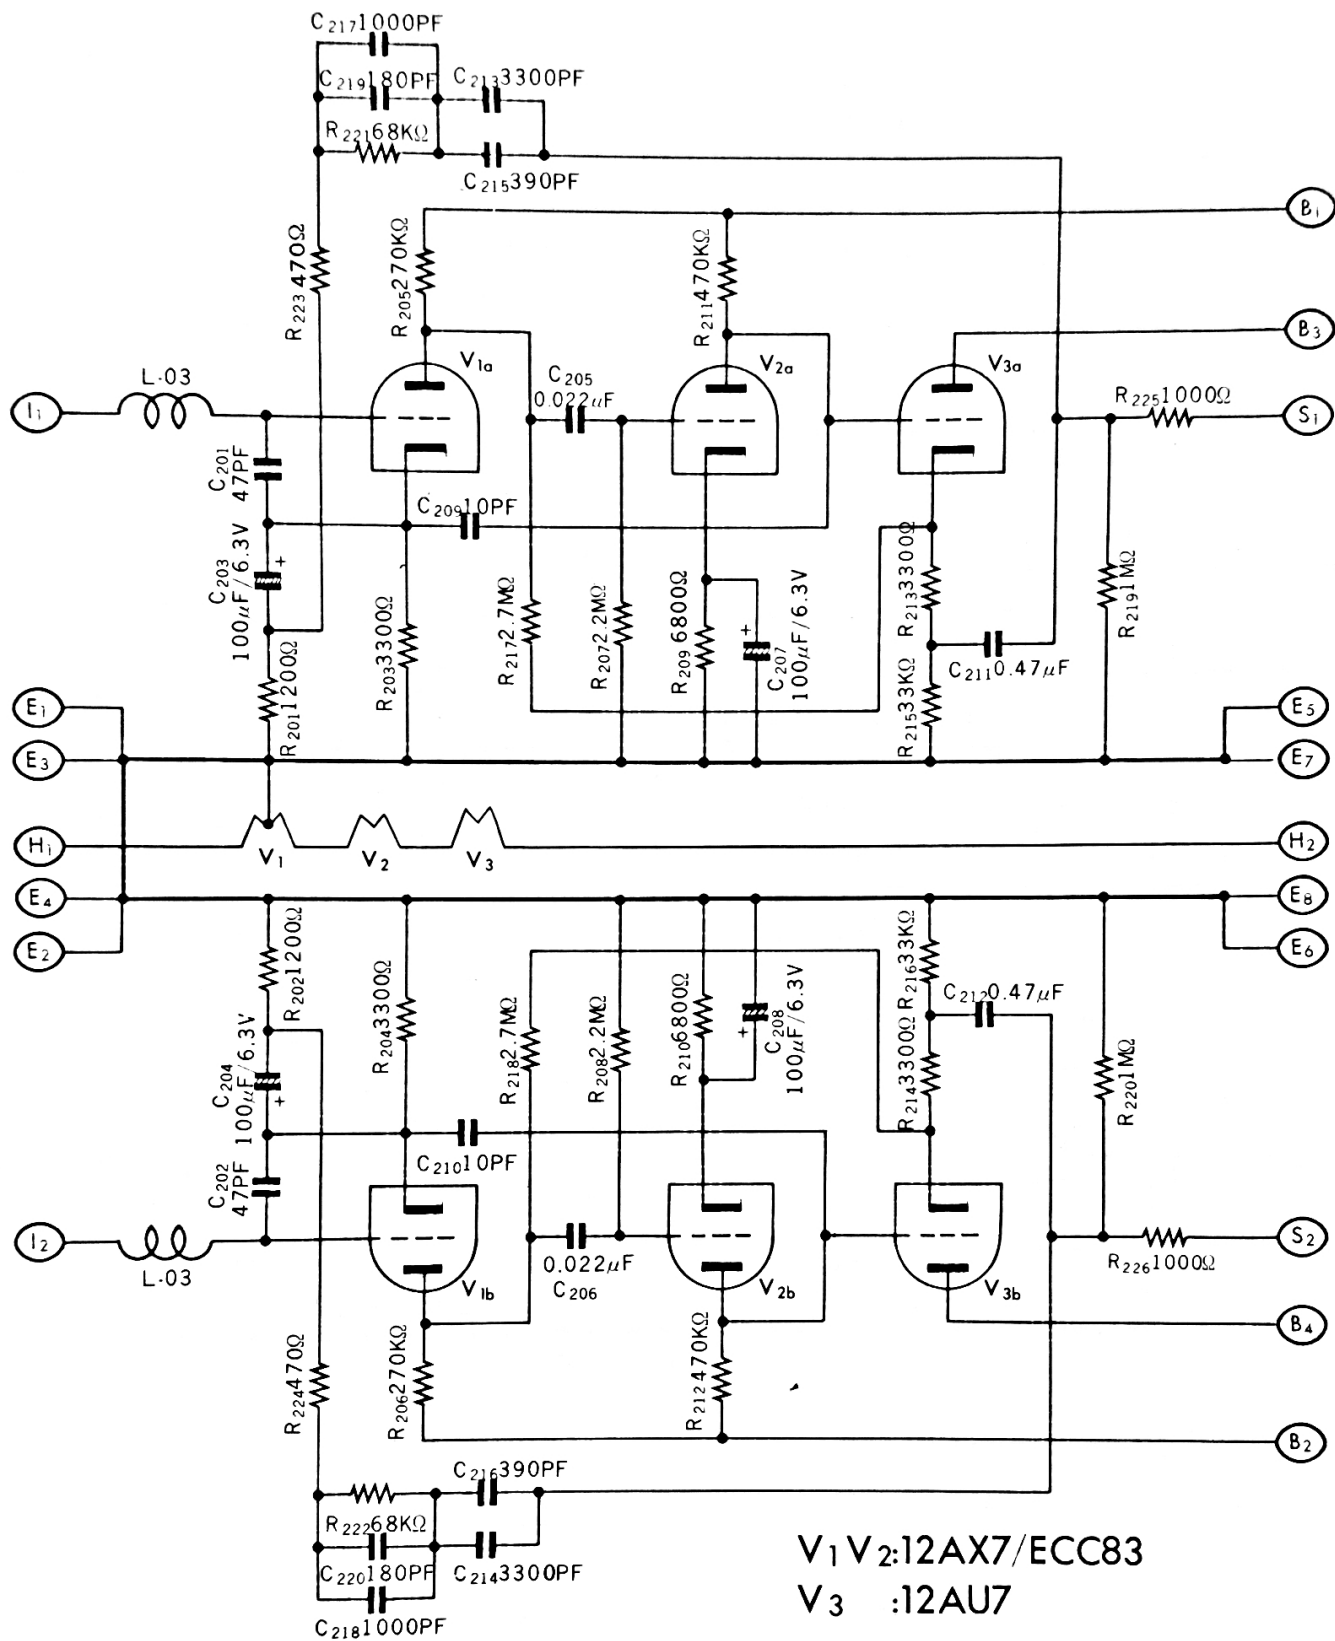 C217 1000PF
C219 180PF
C213 3300PF
R221 68KΩ
C215 390PF
B1
R223 470Ω
R205 270KΩ
R211 470KΩ
B3
V1a
V2a
V3a
L-03
C205
0.022μF
R225 1000Ω
I1
S1
C201
47PF
C209 10PF
C203
100μF/6.3V
+
R203 3300Ω
R217 2.7MΩ
R207 2.2MΩ
R209 6800Ω
+
C207
100μF/6.3V
R213 3300Ω
R219 1MΩ
C211 0.47μF
R201 1200Ω
R215 33KΩ
E1
E5
E3
E7
H1
V1
V2
V3
H2
E4
E8
E2
E6
R202 1200Ω
R204 3300Ω
R218 2.7MΩ
R208 2.2MΩ
R210 6800Ω
+
C208
100μF/6.3V
R216 33KΩ
C212 0.47μF
R214 3300Ω
R220 1MΩ
C204
100μF/6.3V
+
C202
47PF
C210 10PF
I2
L-03
0.022μF
C206
V1b
V2b
V3b
R226 1000Ω
S2
B4
R224 470Ω
R206 270KΩ
R212 470KΩ
B2
C216 390PF
R222 68KΩ
C220 180PF
C214 3300PF
C218 1000PF
V1 V2:12AX7/ECC83
V3 :12AU7